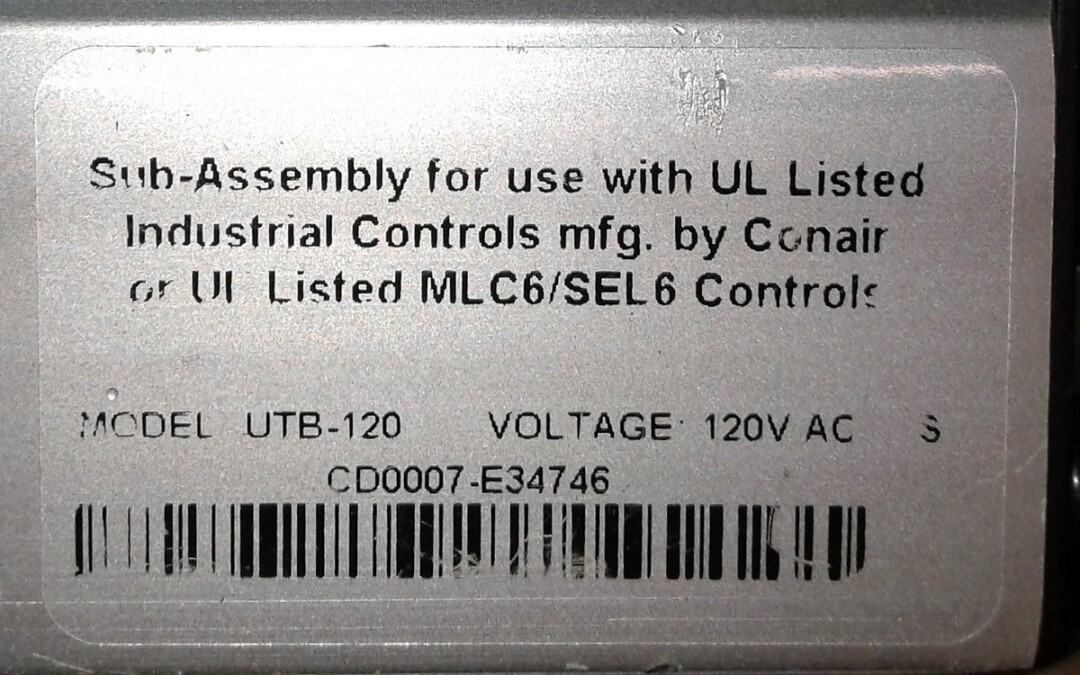 Sub-Assembly for use with UL Listed
Industrial Controls mfg. by Conair
or UL Listed MLC6/SEL6 Controls
MODEL UTB-120 VOLTAGE: 120V AC S
CD0007-E34746